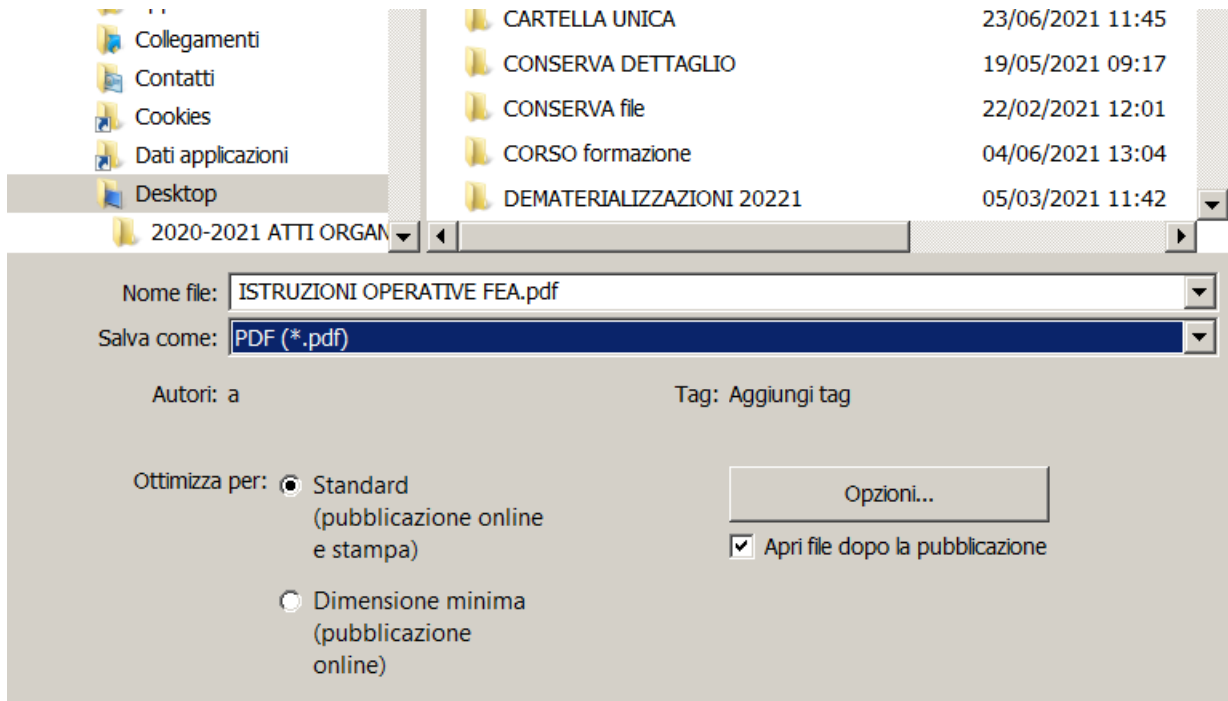 Collegamenti
Contatti
Cookies
Dati applicazioni
Desktop
2020-2021 ATTI ORGAN
CARTELLA UNICA 23/06/2021 11:45
CONSERVA DETTAGLIO 19/05/2021 09:17
CONSERVA file 22/02/2021 12:01
CORSO formazione 04/06/2021 13:04
DEMATERIALIZZAZIONI 20221 05/03/2021 11:42
Nome file: ISTRUZIONI OPERATIVE FEA.pdf
Salva come: PDF (*.pdf)
Autori: a Tag: Aggiungi tag
Ottimizza per: Standard
(pubblicazione online
e stampa)
Dimensione minima
(pubblicazione
online)
Opzioni...
Apri file dopo la pubblicazione